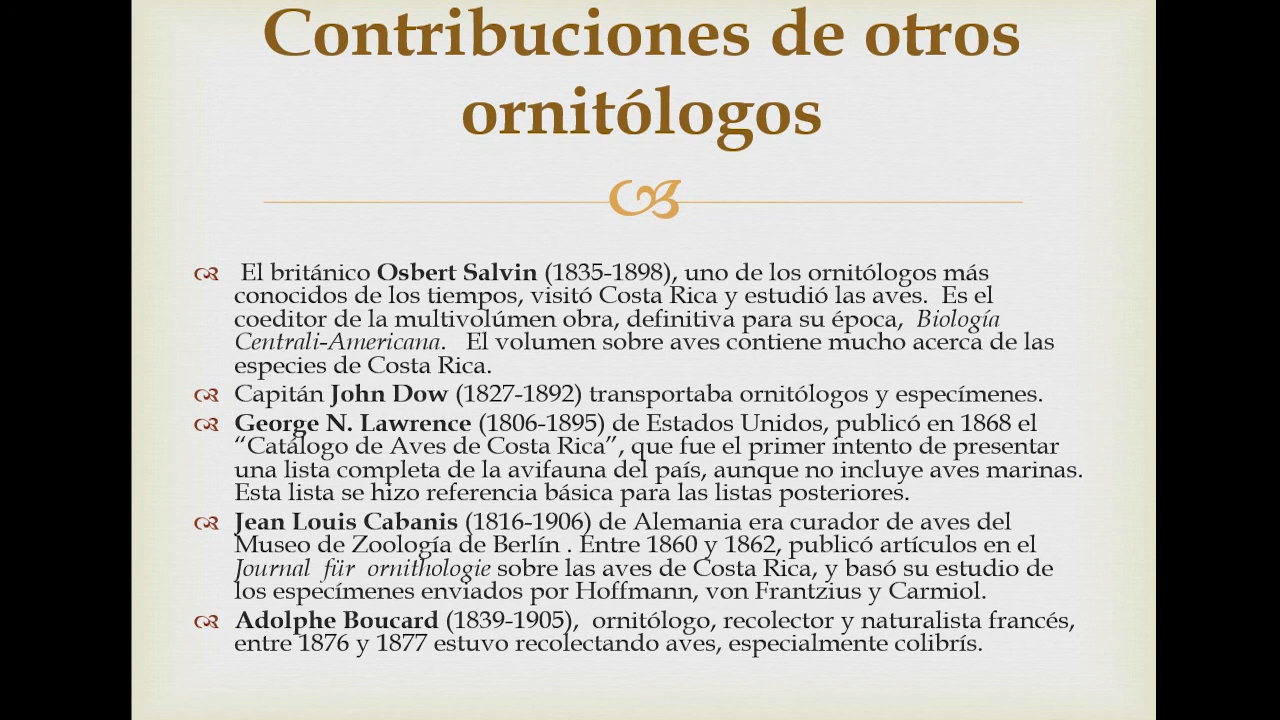 Contribuciones de otros
ornitólogos
El británico Osbert Salvin (1835-1898), uno de los ornitólogos más
conocidos de los tiempos, visitó Costa Rica y estudió las aves.  Es el
coeditor de la multivolúmen obra, definitiva para su época,  Biología
Centrali-Americana.   El volumen sobre aves contiene mucho acerca de las
especies de Costa Rica.
Capitán John Dow (1827-1892) transportaba ornitólogos y especímenes.
George N. Lawrence (1806-1895) de Estados Unidos, publicó en 1868 el
“Catálogo de Aves de Costa Rica”, que fue el primer intento de presentar
una lista completa de la avifauna del país, aunque no incluye aves marinas.
Esta lista se hizo referencia básica para las listas posteriores.
Jean Louis Cabanis (1816-1906) de Alemania era curador de aves del
Museo de Zoología de Berlín . Entre 1860 y 1862, publicó artículos en el
Journal  für  ornithologie sobre las aves de Costa Rica, y basó su estudio de
los especímenes enviados por Hoffmann, von Frantzius y Carmiol.
Adolphe Boucard (1839-1905),  ornitólogo, recolector y naturalista francés,
entre 1876 y 1877 estuvo recolectando aves, especialmente colibrís.